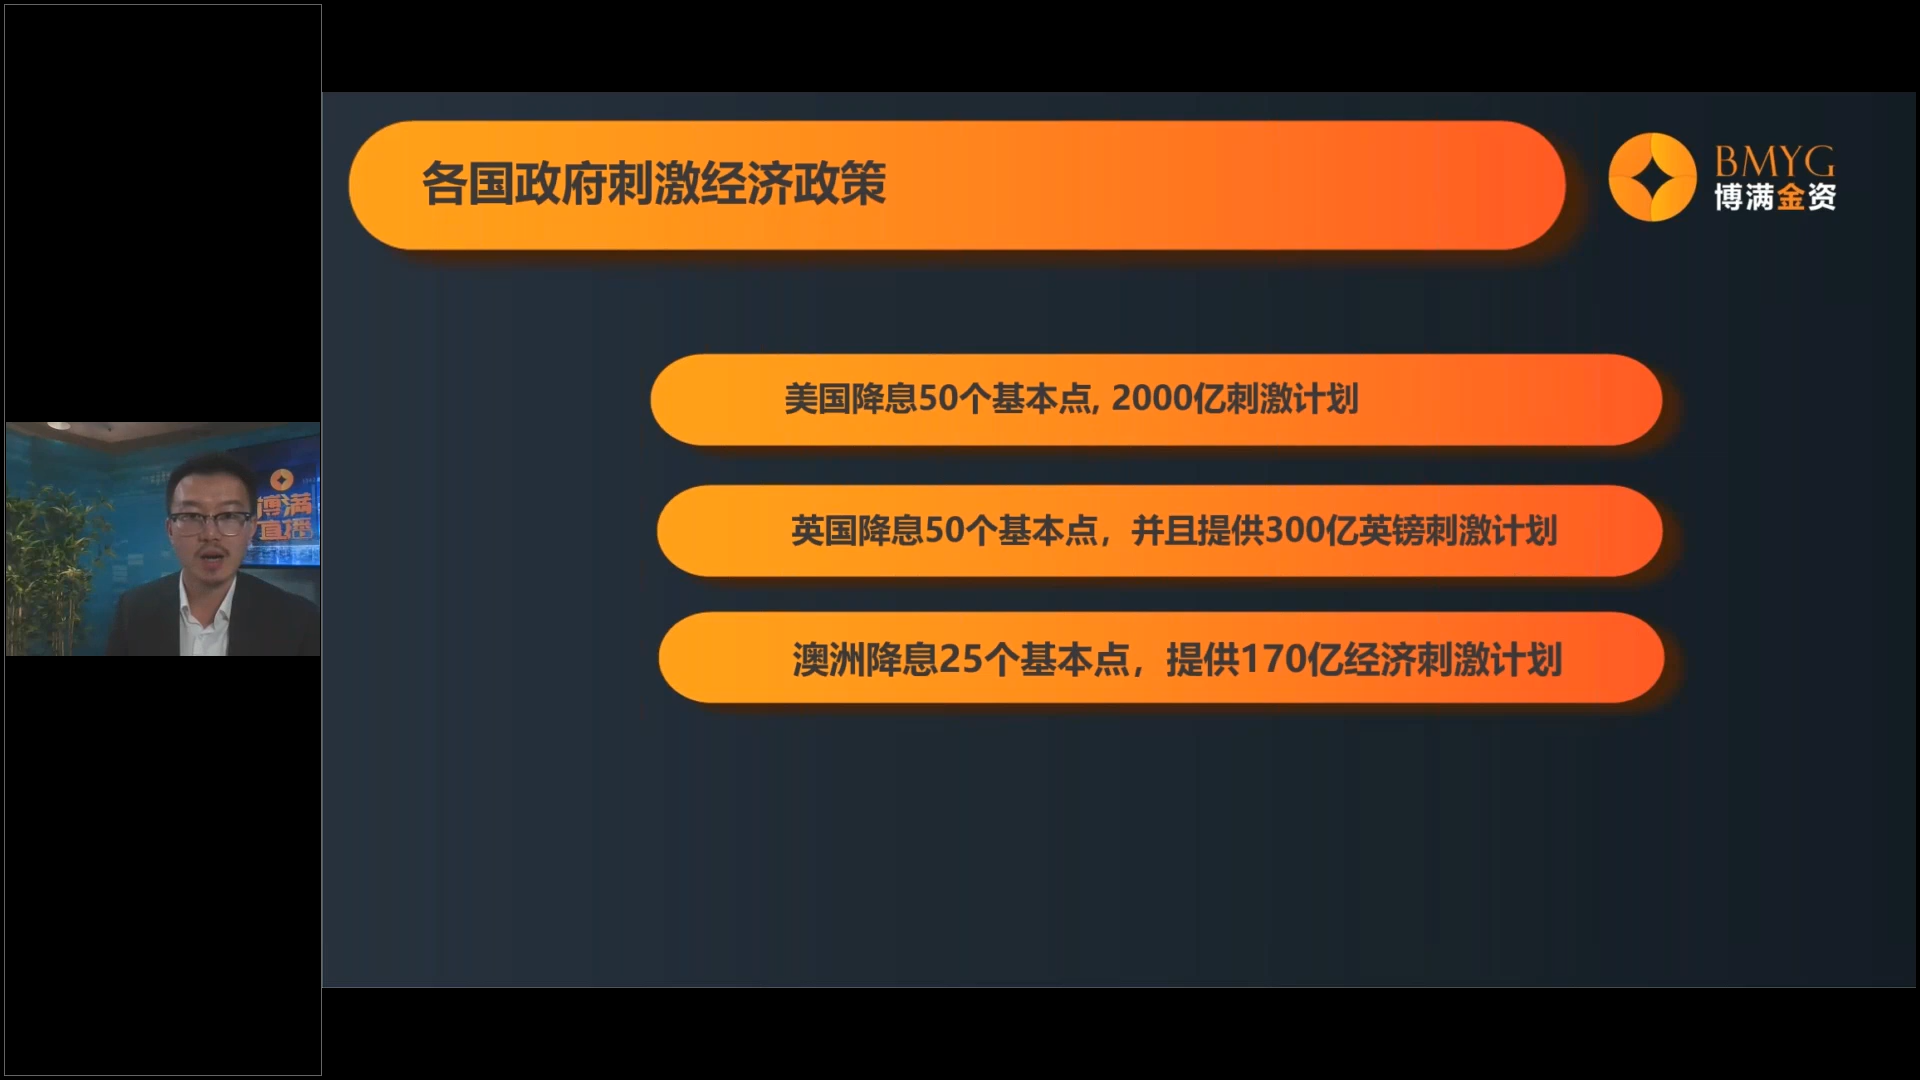 各国政府刺激经济政策
BMYG
博满金资
美国降息50个基本点, 2000亿刺激计划
英国降息50个基本点，并且提供300亿英镑刺激计划
澳洲降息25个基本点，提供170亿经济刺激计划
博满
直播